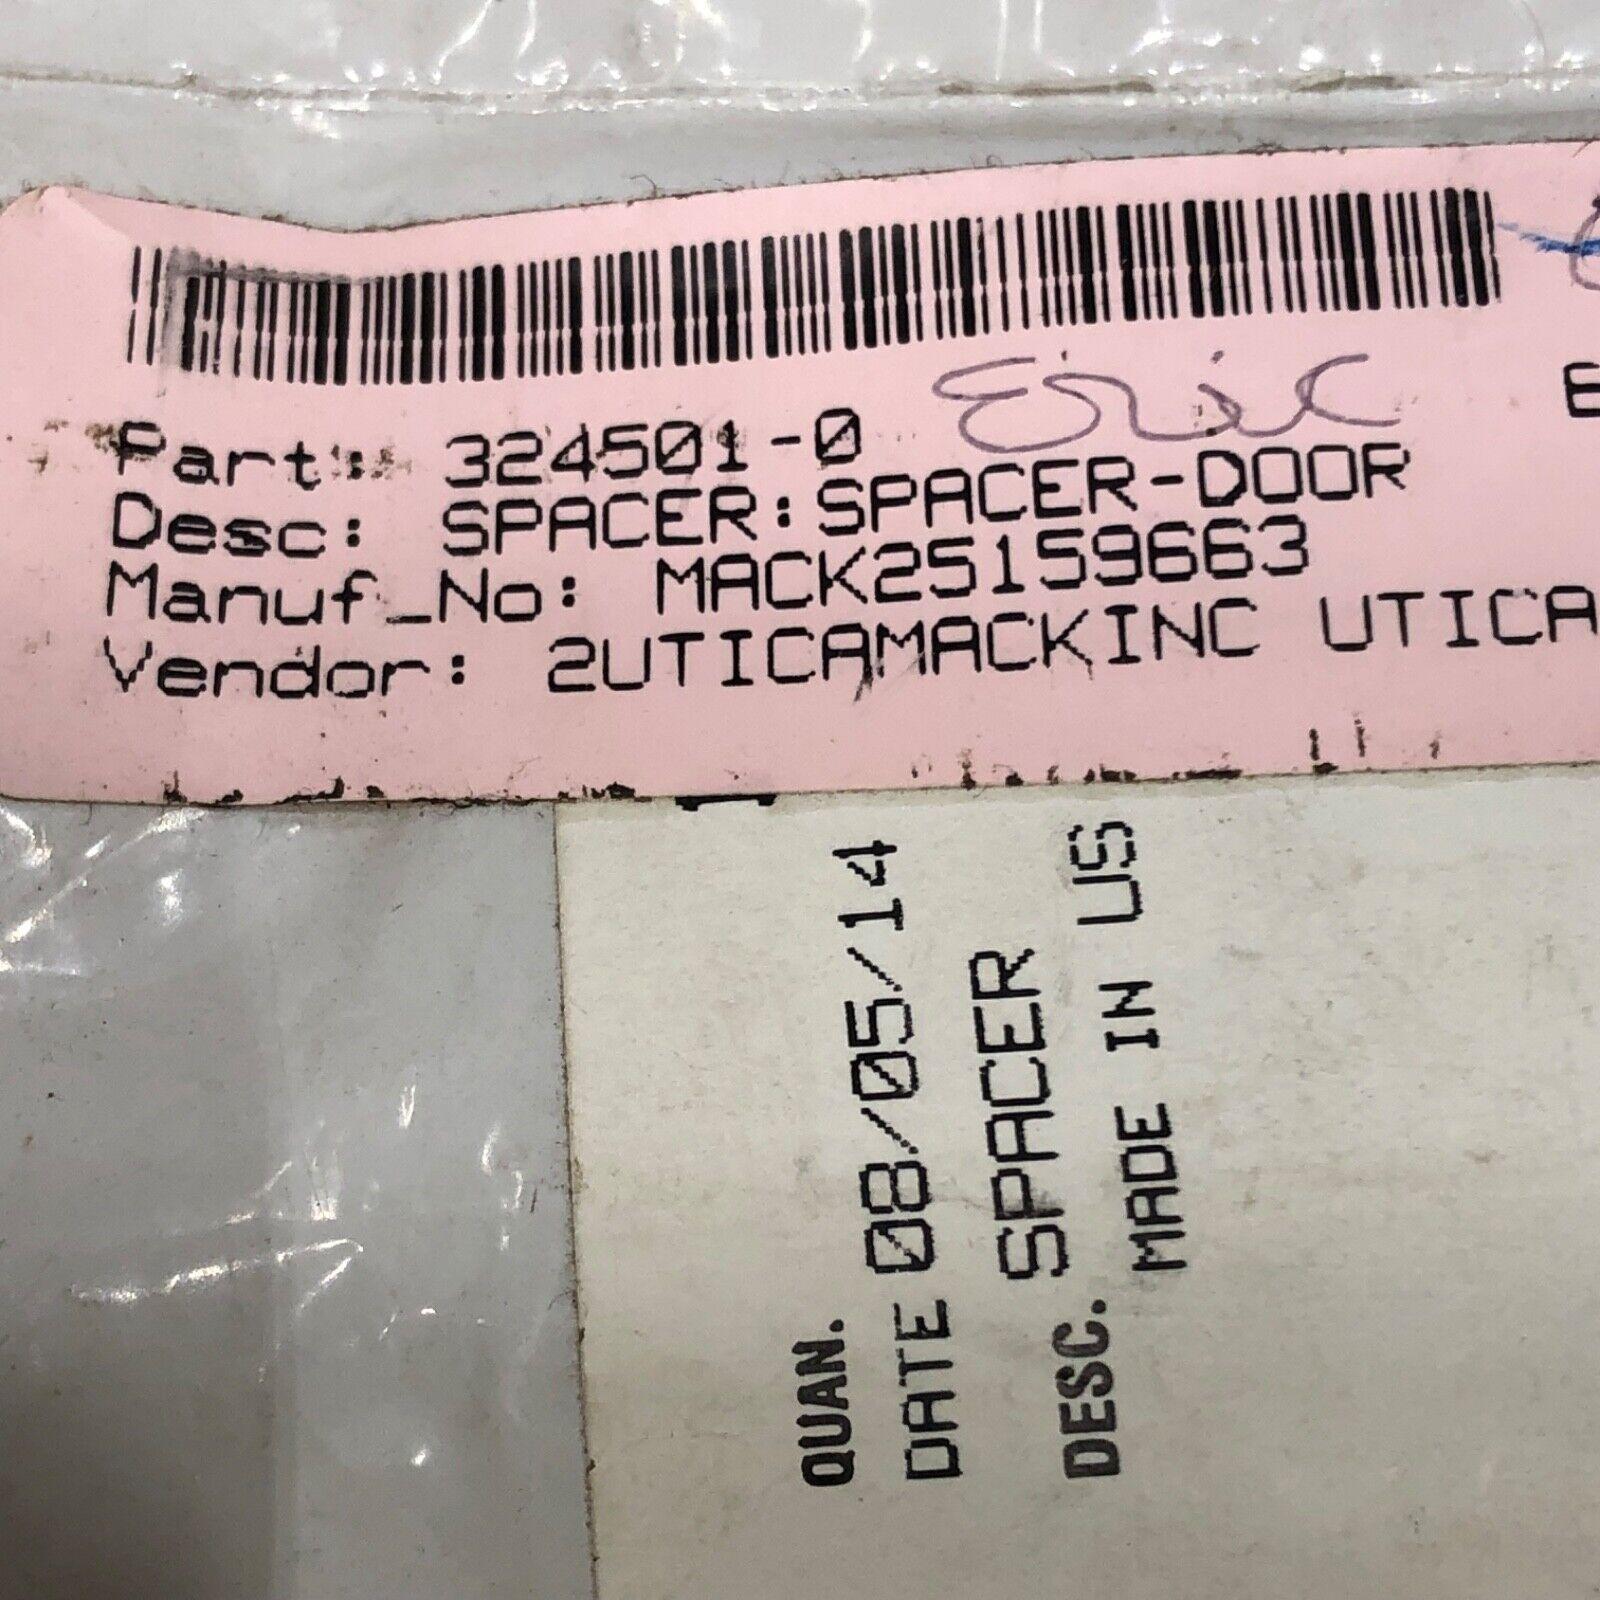 Eric
Part: 324501-0
Desc: SPACER:SPACER-DOOR
Manuf_No: MACK25159663
Vendor: 2UTICAMACKINC UTICA
QUAN.
DATE 08/05/14
DESC. SPACER
MADE IN US